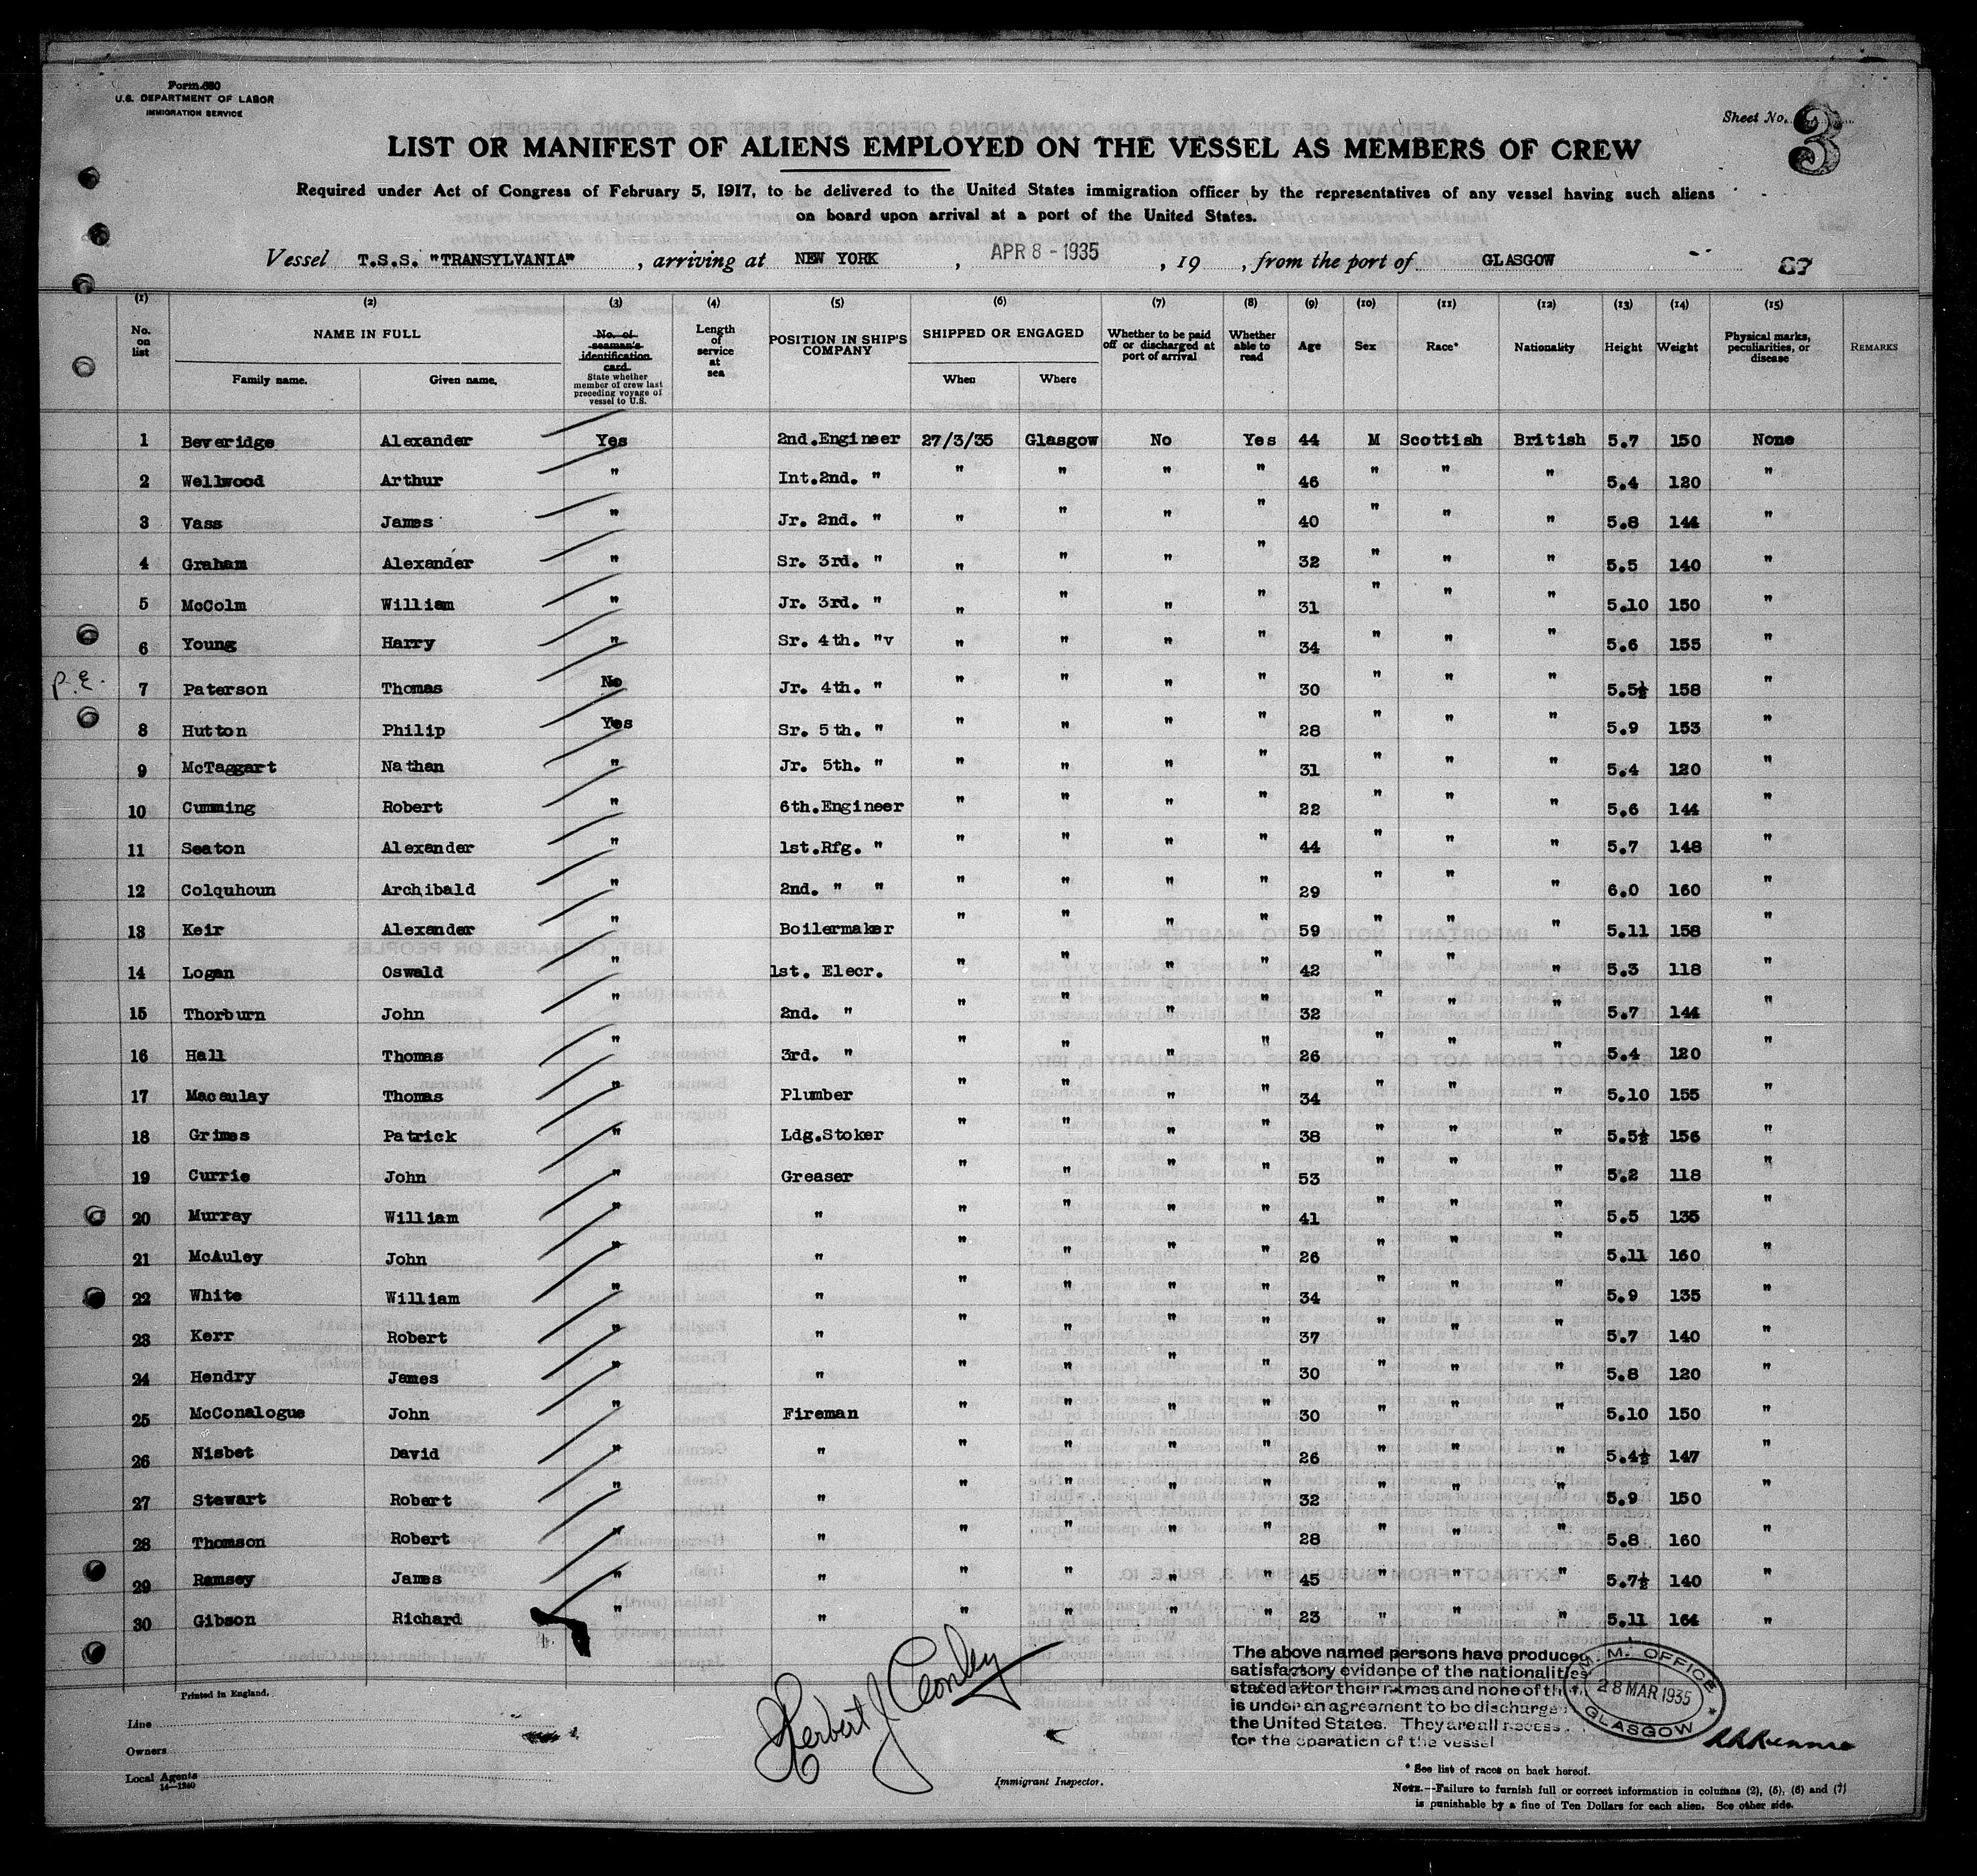 Form 680
U.S. DEPARTMENT OF LABOR
IMMIGRATION SERVICE
Sheet No. 3
LIST OR MANIFEST OF ALIENS EMPLOYED ON THE VESSEL AS MEMBERS OF CREW
Required under Act of Congress of February 5, 1917, to be delivered to the United States immigration officer by the representatives of any vessel having such aliens
on board upon arrival at a port of the United States.
Vessel T.S.S. "TRANSYLVANIA", arriving at NEW YORK, APR 8 - 1935, 19 , from the port of GLASGOW 87
(1) (2) (3) (4) (5) (6) (7) (8) (9) (10) (11) (12) (13) (14) (15)
No. on list NAME IN FULL Family name. Given name. No. of seaman's identification card. State whether member of crew last preceding voyage of vessel to U.S. Length of service at sea POSITION IN SHIP'S COMPANY SHIPPED OR ENGAGED When Where Whether to be paid off or discharged at port of arrival Whether able to read Age Sex Race* Nationality Height Weight Physical marks, peculiarities, or disease REMARKS
1 Beveridge Alexander Yes 2nd.Engineer 27/3/35 Glasgow No Yes 44 M Scottish British 5.7 150 None
2 Wellwood Arthur " Int.2nd. " " " " " 46 " " " 5.4 120 "
3 Vass James " Jr. 2nd. " " " " " 40 " " " 5.8 144 "
4 Graham Alexander " Sr. 3rd. " " " " " 32 " " " 5.5 140 "
5 McColm William " Jr. 3rd. " " " " " 31 " " " 5.10 150 "
6 Young Harry " Sr. 4th. "v " " " " 34 " " " 5.6 155 "
P.E. 7 Paterson Thomas No Jr. 4th. " " " " " 30 " " " 5.5½ 158 "
8 Hutton Philip Yes Sr. 5th. " " " " " 28 " " " 5.9 153 "
9 McTaggart Nathan " Jr. 5th. " " " " " 31 " " " 5.4 120 "
10 Cumming Robert " 6th.Engineer " " " " 22 " " " 5.6 144 "
11 Seaton Alexander " 1st.Rfg. " " " " " 44 " " " 5.7 148 "
12 Colquhoun Archibald " 2nd. " " " " " " 29 " " " 6.0 160 "
13 Keir Alexander " Boilermaker " " " " 59 " " " 5.11 158 "
14 Logan Oswald " 1st. Elecr. " " " " 42 " " " 5.3 118 "
15 Thorburn John " 2nd. " " " " " 32 " " " 5.7 144 "
16 Hall Thomas " 3rd. " " " " " 26 " " " 5.4 120 "
17 Macaulay Thomas " Plumber " " " " 34 " " " 5.10 155 "
18 Grimes Patrick " Ldg.Stoker " " " " 38 " " " 5.5½ 156 "
19 Currie John " Greaser " " " " 53 " " " 5.2 118 "
20 Murray William " " " " " " 41 " " " 5.5 135 "
21 McAuley John " " " " " " 26 " " " 5.11 160 "
22 White William " " " " " " 34 " " " 5.9 135 "
23 Kerr Robert " " " " " " 37 " " " 5.7 140 "
24 Hendry James " " " " " " 30 " " " 5.8 120 "
25 McConalogue John " Fireman " " " " 30 " " " 5.10 150 "
26 Nisbet David " " " " " " 26 " " " 5.4½ 147 "
27 Stewart Robert " " " " " " 32 " " " 5.9 150 "
28 Thomson Robert " " " " " " 28 " " " 5.8 160 "
29 Ramsey James " " " " " " 45 " " " 5.7½ 140 "
30 Gibson Richard " " " " " " 23 " " " 5.11 164 "
Printed in England.
Line
Owners
Local Agents
14—1240
Herbert J Conley
Immigrant Inspector.
The above named persons have produced
satisfactory evidence of the nationalities
stated after their names and none of th
is under an agreement to be discharge
the United States. They are all necess
for the operation of the vessel
M.M. OFFICE
28 MAR 1935
GLASGOW
* See list of races on back hereof.
NOTE.—Failure to furnish full or correct information in columns (2), (5), (6) and (7)
is punishable by a fine of Ten Dollars for each alien. See other side.